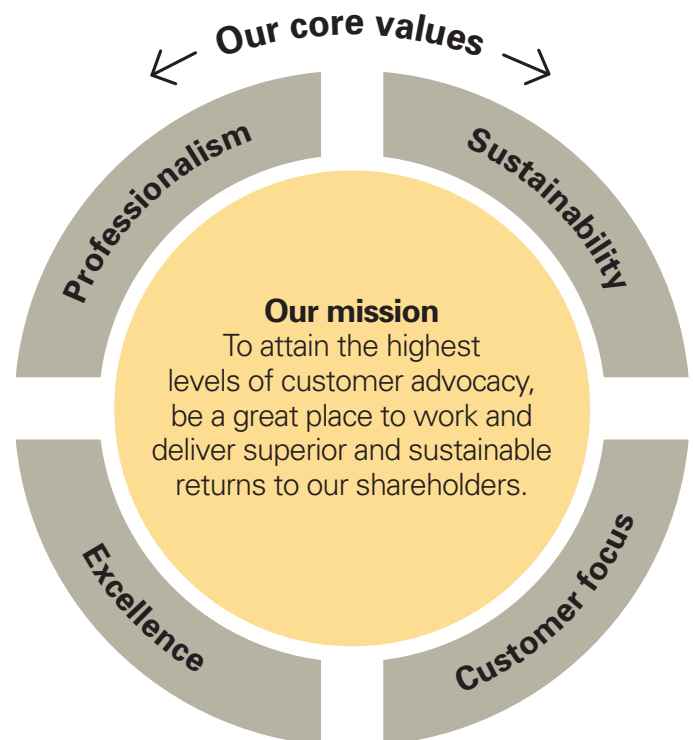 Our core values
Professionalism
Sustainability
Our mission
To attain the highest
levels of customer advocacy,
be a great place to work and
deliver superior and sustainable
returns to our shareholders.
Excellence
Customer focus